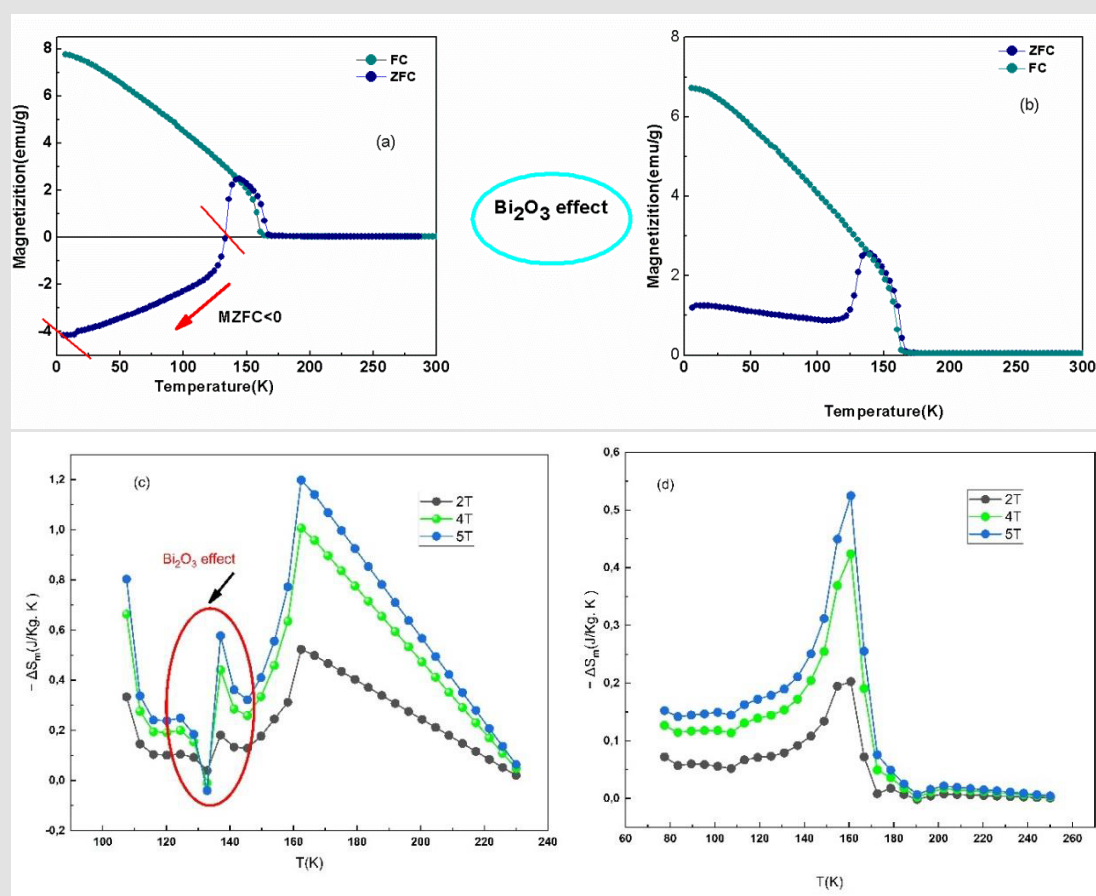 8
6
4
2
0
-2
-4
Magnetizition(emu/g)
FC
ZFC
(a)
MZFC<0
0 50 100 150 200 250 300
Temperature(K)
Bi₂O₃ effect
8
6
4
2
0
Magnetizition(emu/g)
ZFC
FC
(b)
0 50 100 150 200 250 300
Temperature(K)
1,2
1,0
0,8
0,6
0,4
0,2
0,0
-0,2
− ΔSₘ(J/Kg. K)
(c)
2T
4T
5T
Bi₂O₃ effect
100 120 140 160 180 200 220 240
T(K)
0,6
0,5
0,4
0,3
0,2
0,1
0,0
− ΔSₘ(J/Kg. K)
(d)
2T
4T
5T
60 80 100 120 140 160 180 200 220 240 260
T(K)